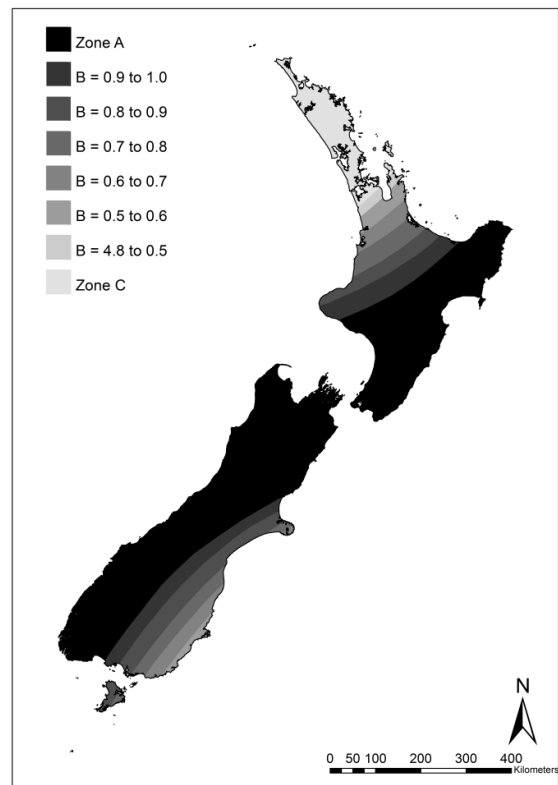 Zone A
B = 0.9 to 1.0
B = 0.8 to 0.9
B = 0.7 to 0.8
B = 0.6 to 0.7
B = 0.5 to 0.6
B = 4.8 to 0.5
Zone C
N
0 50 100 200 300 400
Kilometers